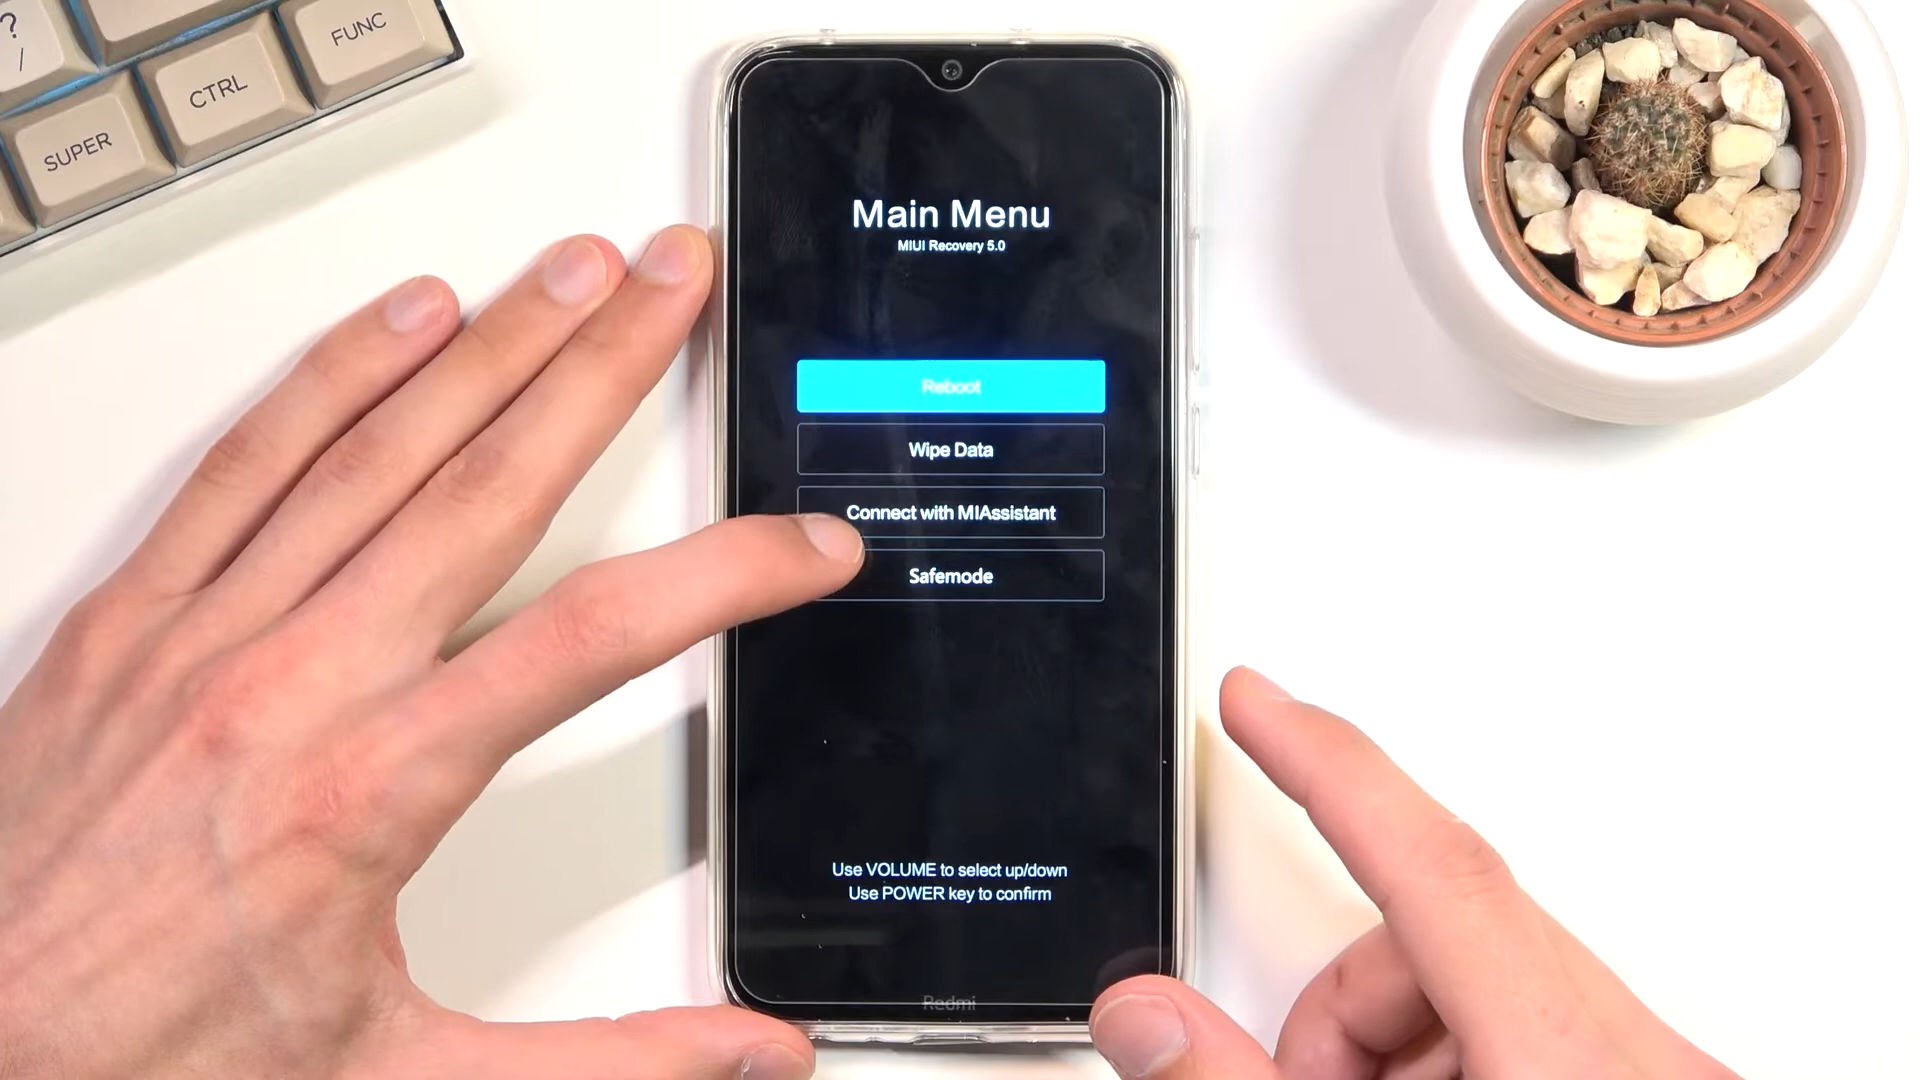 ?
/
FUNC
CTRL
SUPER
Main Menu
MIUI Recovery 5.0
Reboot
Wipe Data
Connect with MIAssistant
Safemode
Use VOLUME to select up/down
Use POWER key to confirm
Redmi